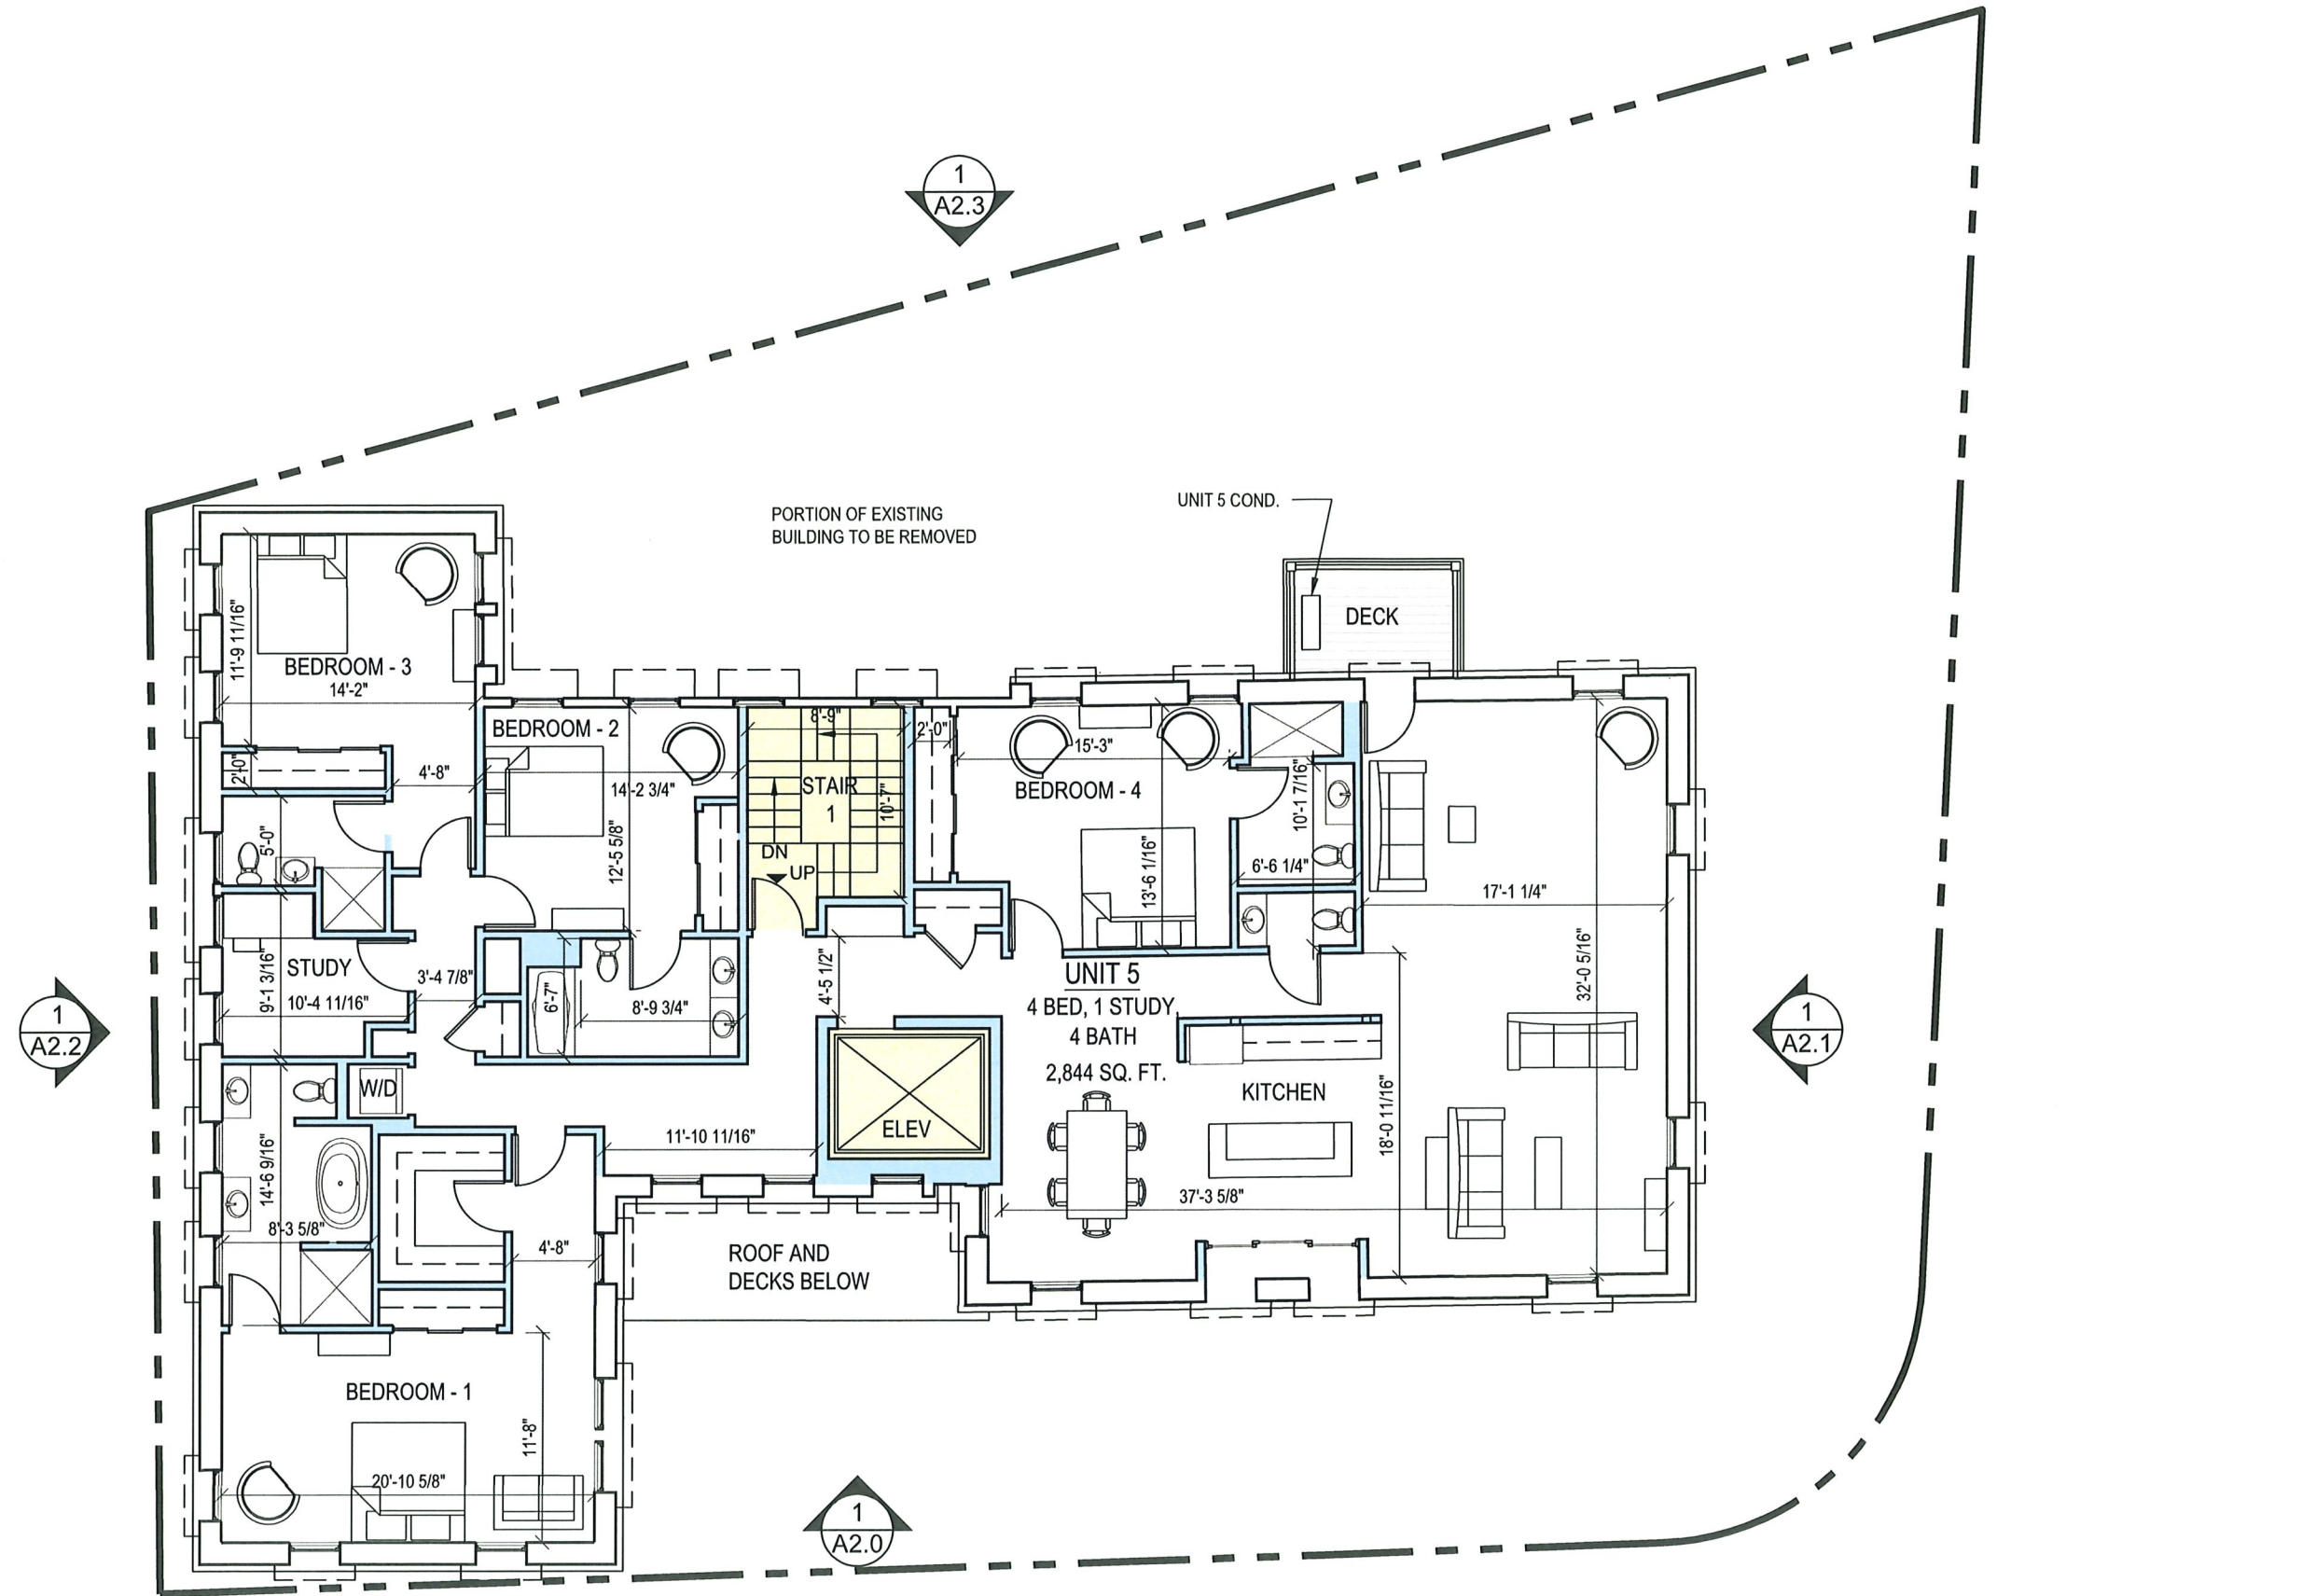 1
A2.3
UNIT 5 COND.
PORTION OF EXISTING
BUILDING TO BE REMOVED
DECK
11'-9 11/16"
BEDROOM - 3
14'-2"
BEDROOM - 2
8'-9"
2'-0"
15'-3"
2'-0"
4'-8"
14'-2 3/4"
STAIR
1
10'-7"
BEDROOM - 4
10'-1 7/16"
5'-0"
12'-5 5/8"
DN
UP
13'-6 1/16"
6'-6 1/4"
17'-1 1/4"
STUDY
9'-1 3/16"
10'-4 11/16"
3'-4 7/8"
6'-7"
8'-9 3/4"
4'-5 1/2"
UNIT 5
4 BED, 1 STUDY,
4 BATH
2,844 SQ. FT.
32'-0 5/16"
1
A2.2
1
A2.1
W/D
KITCHEN
ELEV
11'-10 11/16"
18'-0 11/16"
14'-6 9/16"
8'-3 5/8"
4'-8"
37'-3 5/8"
ROOF AND
DECKS BELOW
BEDROOM - 1
11'-8"
20'-10 5/8"
1
A2.0